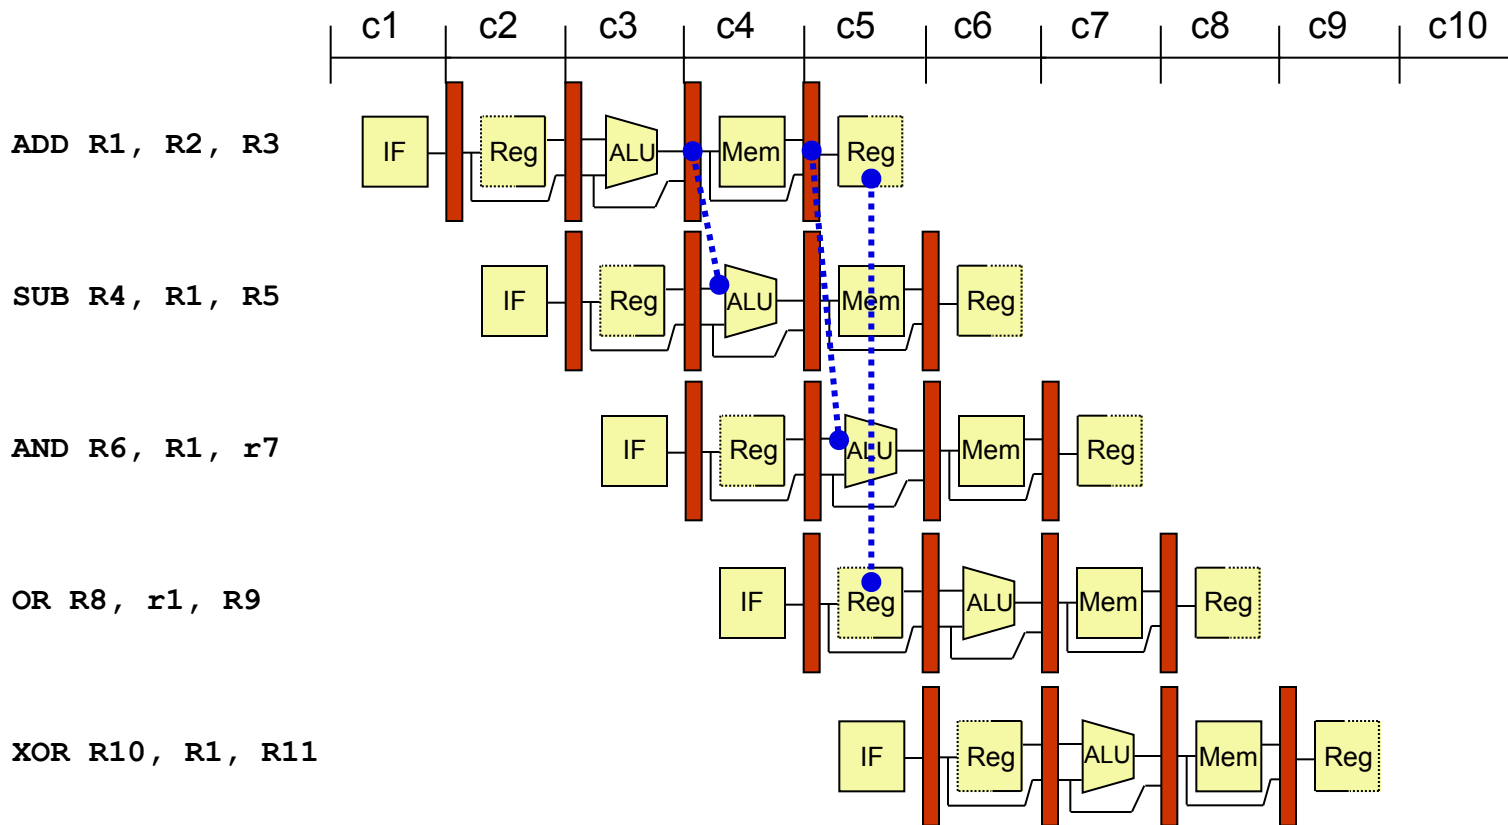 c1 c2 c3 c4 c5 c6 c7 c8 c9 c10
ADD R1, R2, R3 IF Reg ALU Mem Reg
SUB R4, R1, R5 IF Reg ALU Mem Reg
AND R6, R1, r7 IF Reg ALU Mem Reg
OR R8, r1, R9 IF Reg ALU Mem Reg
XOR R10, R1, R11 IF Reg ALU Mem Reg